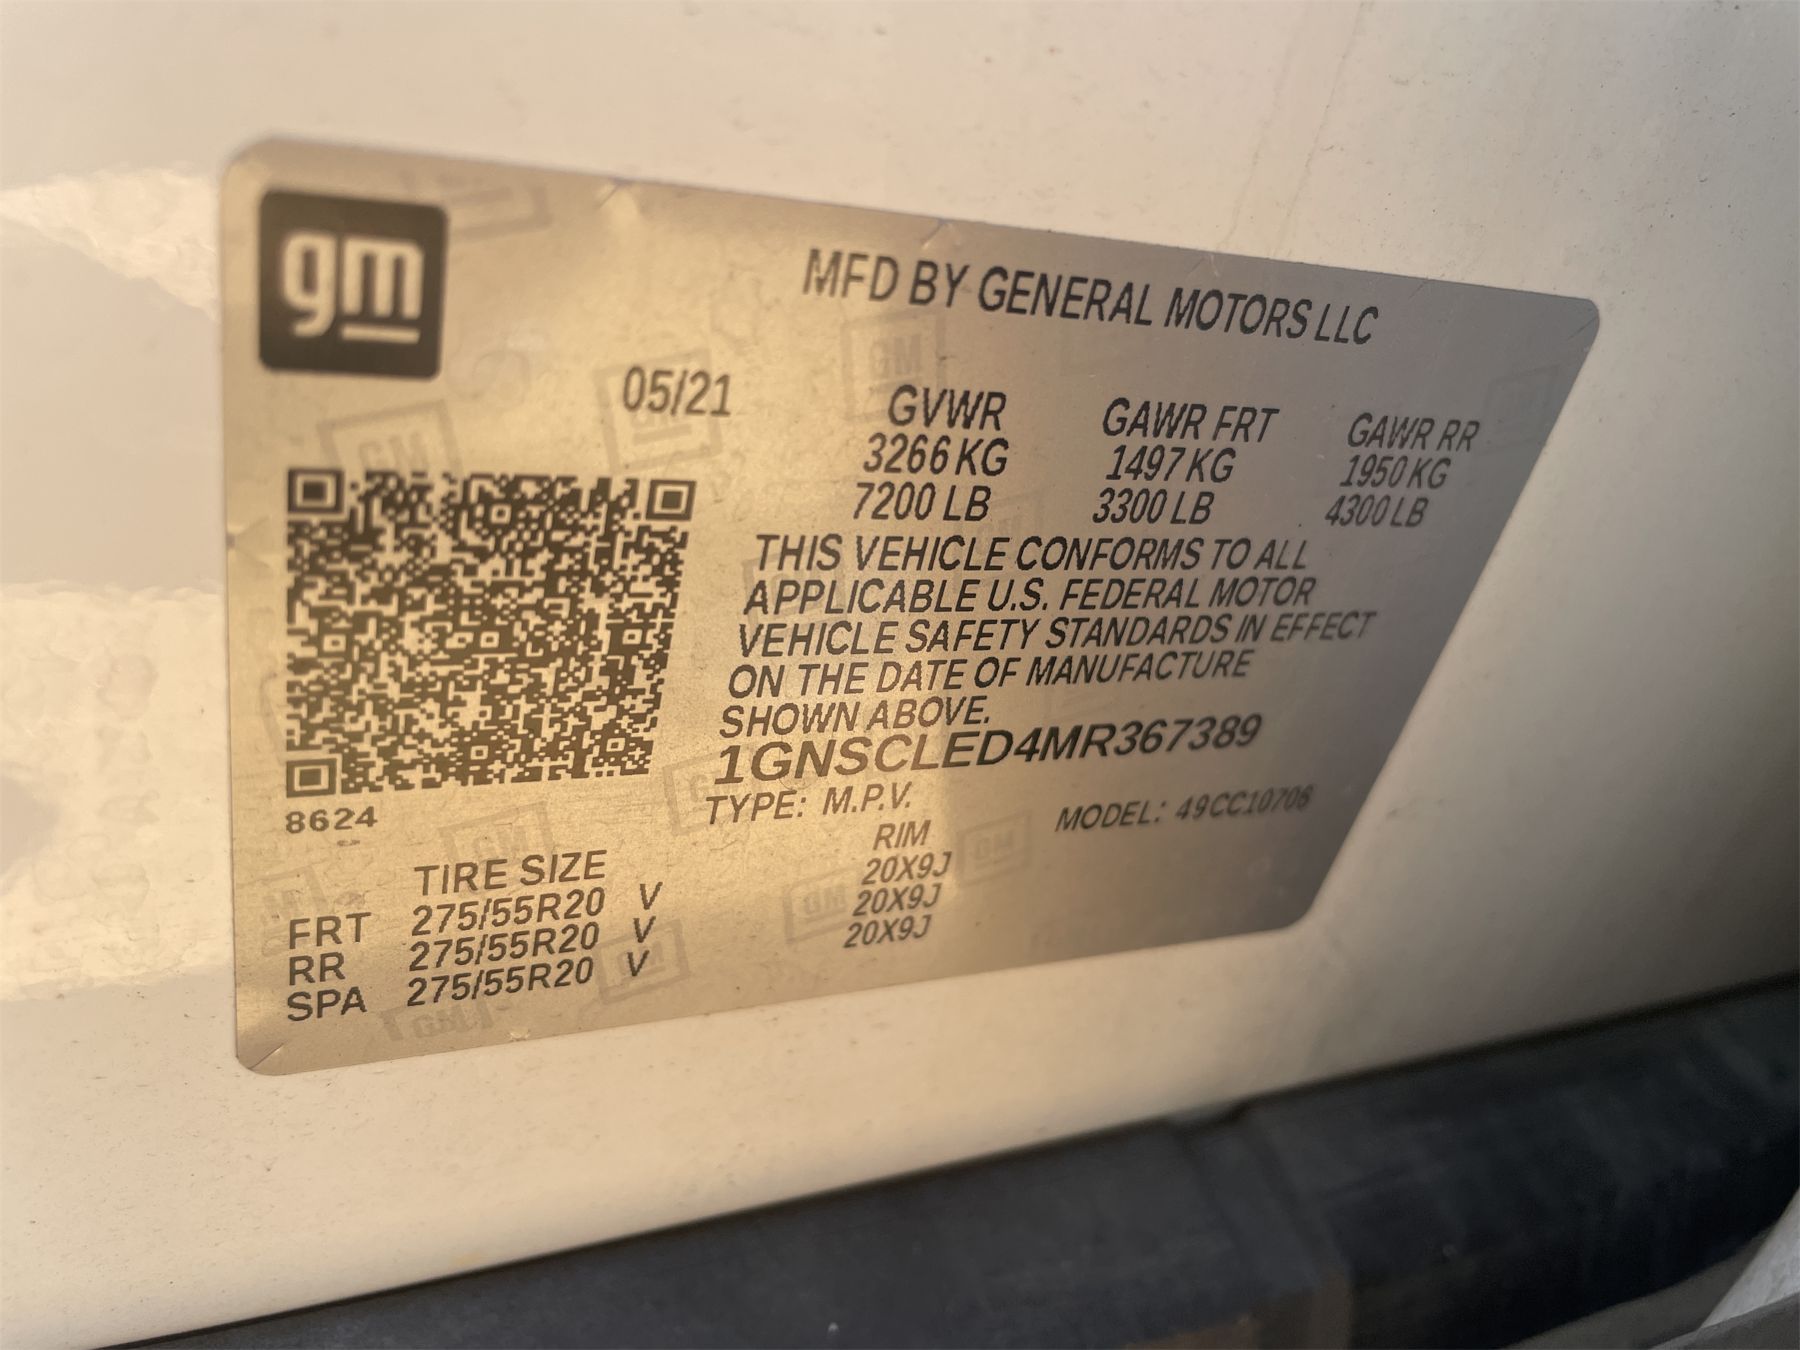 gm
MFD BY GENERAL MOTORS LLC
05/21
GVWR GAWR FRT GAWR RR
3266 KG 1497 KG 1950 KG
7200 LB 3300 LB 4300 LB
THIS VEHICLE CONFORMS TO ALL
APPLICABLE U.S. FEDERAL MOTOR
VEHICLE SAFETY STANDARDS IN EFFECT
ON THE DATE OF MANUFACTURE
SHOWN ABOVE.
1GNSCLED4MR367389
TYPE: M.P.V. MODEL: 49CC10706
8624
TIRE SIZE RIM
FRT 275/55R20 V 20X9J
RR 275/55R20 V 20X9J
SPA 275/55R20 V 20X9J